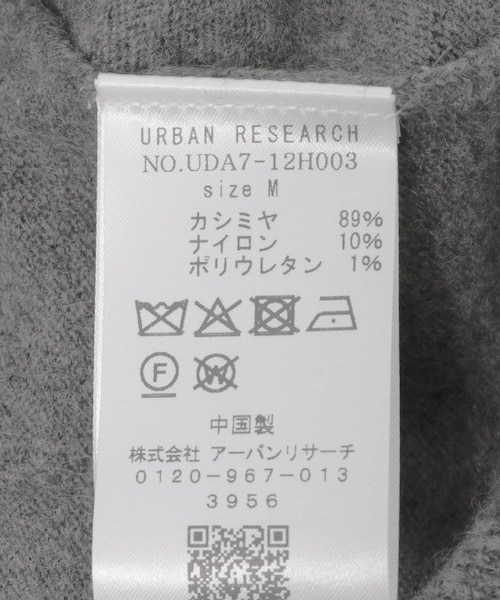 URBAN RESEARCH
NO.UDA7-12H003
size M
カシミヤ 89%
ナイロン 10%
ポリウレタン 1%
F W
中国製
株式会社 アーバンリサーチ
0120-967-013
3956